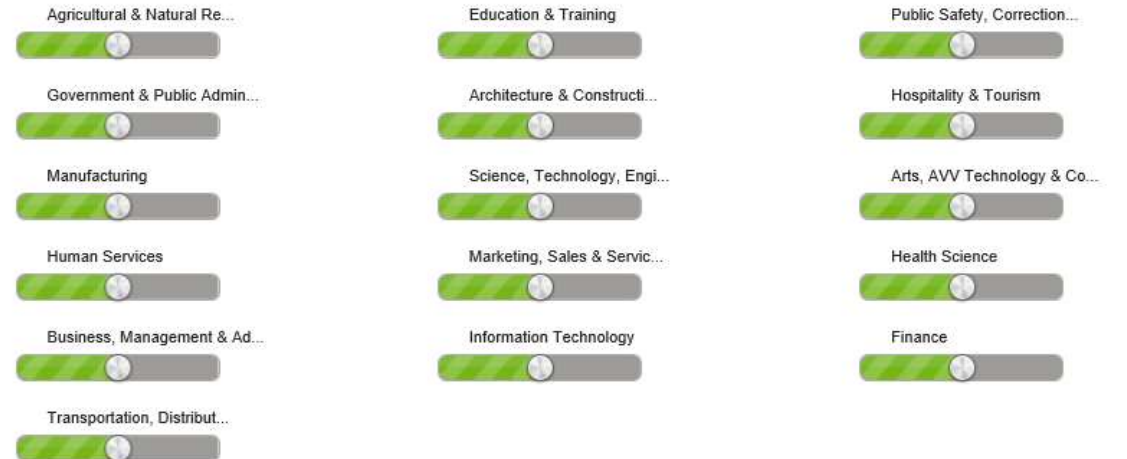 Agricultural & Natural Re...
Education & Training
Public Safety, Correction...
Government & Public Admin...
Architecture & Constructi...
Hospitality & Tourism
Manufacturing
Science, Technology, Engi...
Arts, AVV Technology & Co...
Human Services
Marketing, Sales & Servic...
Health Science
Business, Management & Ad...
Information Technology
Finance
Transportation, Distribut...